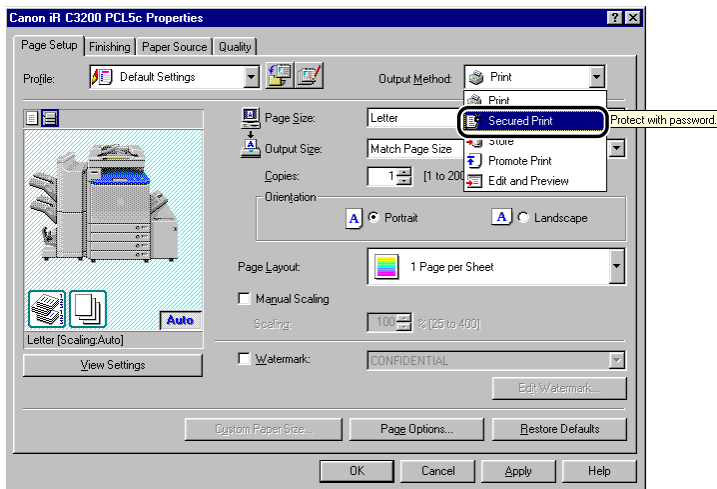 Canon iR C3200 PCL5c Properties
Page Setup Finishing Paper Source Quality
Profile: Default Settings Output Method: Print
Print
Page Size: Letter Secured Print Protect with password.
Store
Output Size: Match Page Size Promote Print
Copies: 1 [1 to 200 Edit and Preview
Orientation
A Portrait A Landscape
Page Layout: 1 Page per Sheet
Manual Scaling
Auto Scaling: 100 % [25 to 400]
Letter [Scaling:Auto]
View Settings Watermark: CONFIDENTIAL
Edit Watermark...
Custom Paper Size... Page Options... Restore Defaults
OK Cancel Apply Help